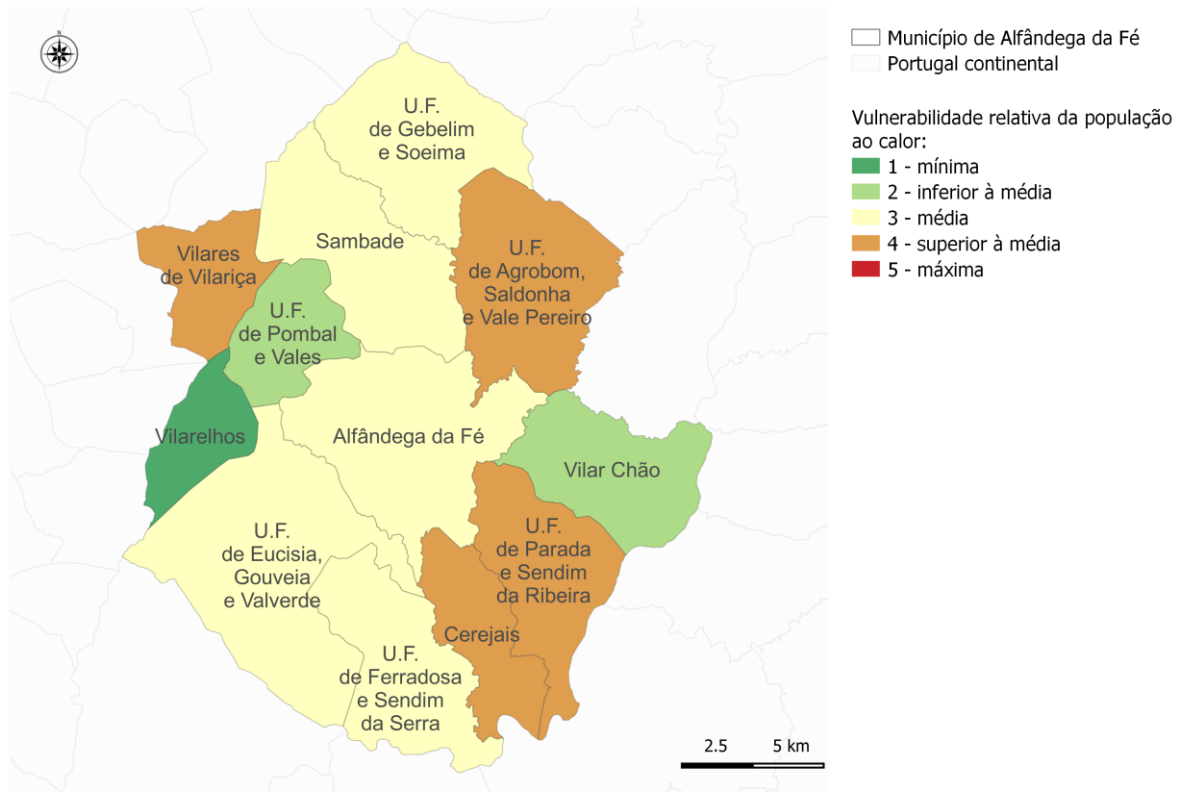 N
U.F.
de Gebelim
e Soeima
Sambade
Vilares
de Vilariça
U.F.
de Agrobom,
Saldonha
e Vale Pereiro
U.F.
de Pombal
e Vales
Vilarelhos
Alfândega da Fé
Vilar Chão
U.F.
de Eucisia,
Gouveia
e Valverde
U.F.
de Parada
e Sendim
da Ribeira
Cerejais
U.F.
de Ferradosa
e Sendim
da Serra
2.5 5 km
Município de Alfândega da Fé
Portugal continental
Vulnerabilidade relativa da população
ao calor:
1 - mínima
2 - inferior à média
3 - média
4 - superior à média
5 - máxima